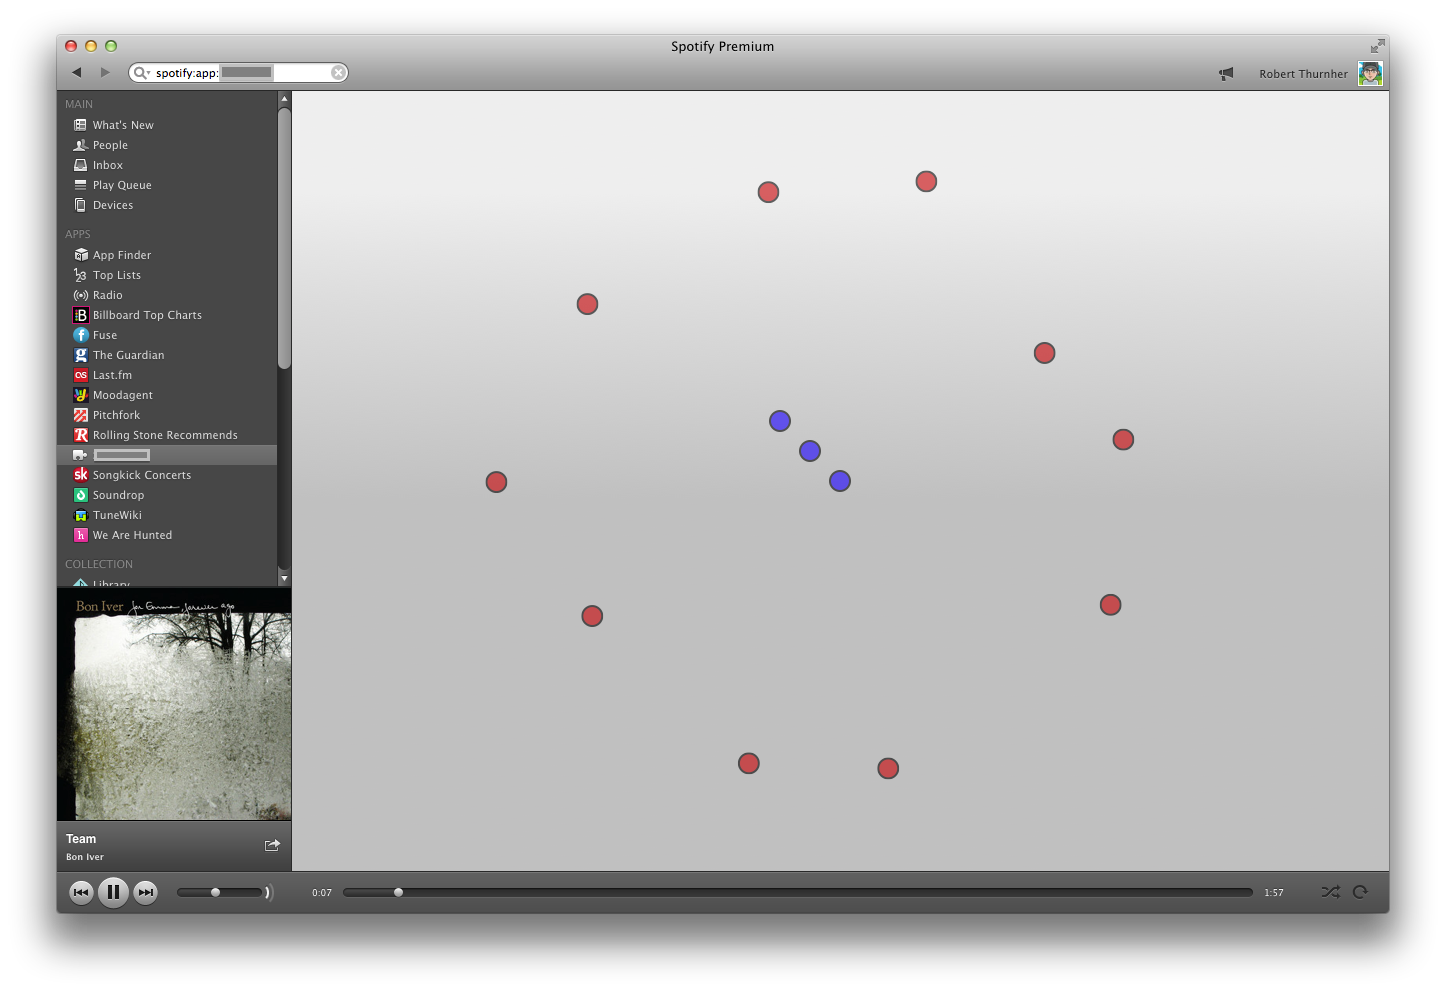 Spotify Premium
spotify:app:
Robert Thurnher
MAIN
What's New
People
Inbox
Play Queue
Devices
APPS
App Finder
Top Lists
Radio
Billboard Top Charts
Fuse
The Guardian
Last.fm
Moodagent
Pitchfork
Rolling Stone Recommends
Songkick Concerts
Soundrop
TuneWiki
We Are Hunted
COLLECTION
Library
Bon Iver for Emma, forever ago
Team
Bon Iver
0:07
1:57